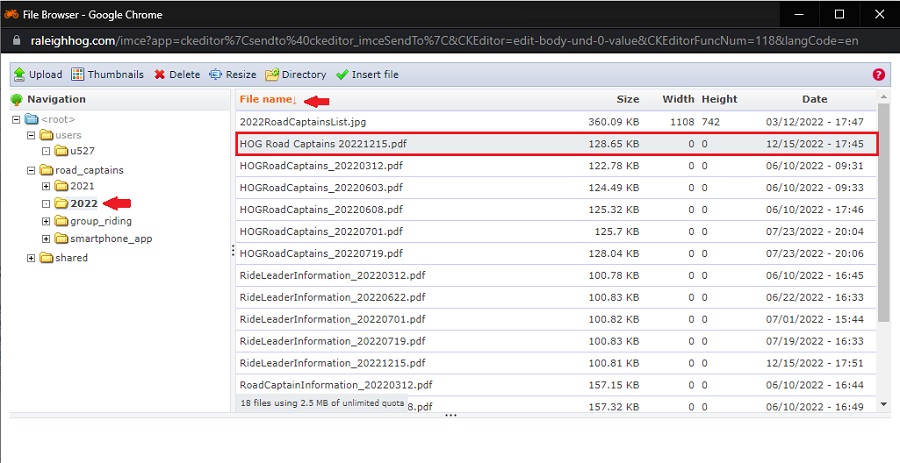 File Browser - Google Chrome
raleighhog.com/imce?app=ckeditor%7Csendto%40ckeditor_imceSendTo%7C&CKEditor=edit-body-und-0-value&CKEditorFuncNum=118&langCode=en
Upload Thumbnails Delete Resize Directory Insert file ?
Navigation
<root>
users
u527
road_captains
2021
2022
group_riding
smartphone_app
shared
File name↓ Size Width Height Date
2022RoadCaptainsList.jpg 360.09 KB 1108 742 03/12/2022 - 17:47
HOG Road Captains 20221215.pdf 128.65 KB 0 0 12/15/2022 - 17:45
HOGRoadCaptains_20220312.pdf 122.78 KB 0 0 06/10/2022 - 09:31
HOGRoadCaptains_20220603.pdf 124.49 KB 0 0 06/10/2022 - 09:33
HOGRoadCaptains_20220608.pdf 125.32 KB 0 0 06/10/2022 - 17:46
HOGRoadCaptains_20220701.pdf 125.7 KB 0 0 07/23/2022 - 20:04
HOGRoadCaptains_20220719.pdf 128.04 KB 0 0 07/23/2022 - 20:06
RideLeaderInformation_20220312.pdf 100.78 KB 0 0 06/10/2022 - 16:45
RideLeaderInformation_20220622.pdf 100.83 KB 0 0 06/22/2022 - 16:33
RideLeaderInformation_20220701.pdf 100.82 KB 0 0 07/01/2022 - 15:44
RideLeaderInformation_20220719.pdf 100.83 KB 0 0 07/19/2022 - 16:33
RideLeaderInformation_20221215.pdf 100.81 KB 0 0 12/15/2022 - 17:51
RoadCaptainInformation_20220312.pdf 157.15 KB 0 0 06/10/2022 - 16:44
8.pdf 157.32 KB 0 0 06/10/2022 - 16:49
18 files using 2.5 MB of unlimited quota